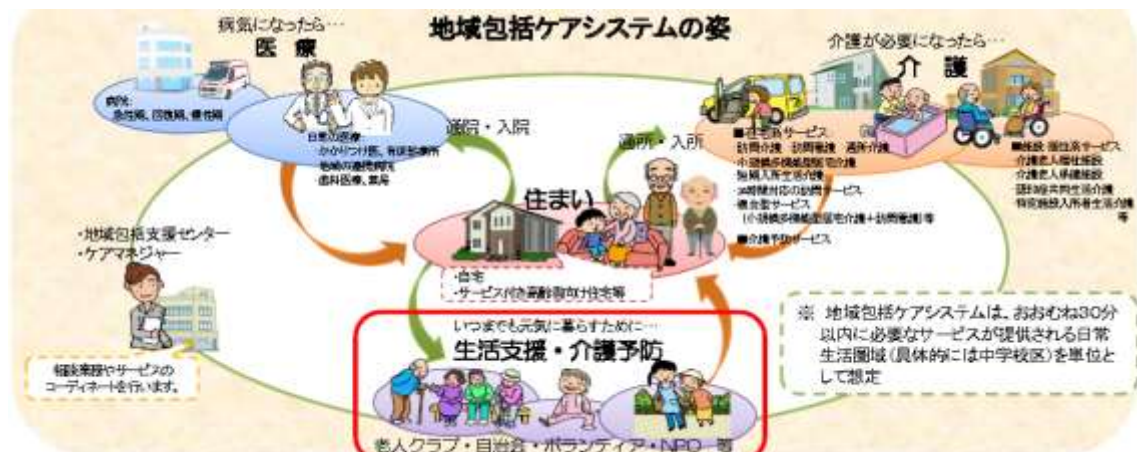 地域包括ケアシステムの姿
病気になったら…
医 療
病院:
急性期、回復期、慢性期
日常の医療:
・かかりつけ医、有床診療所
・地域の連携病院
・歯科医療、薬局
通院・入院
通所・入所
住まい
・自宅
・サービス付き高齢者向け住宅等
介護が必要になったら…
介 護
■在宅系サービス:
・訪問介護・訪問看護・通所介護
・小規模多機能型居宅介護
・短期入所生活介護
・24時間対応の訪問サービス
・複合型サービス
(小規模多機能型居宅介護+訪問看護)等
■介護予防サービス
■施設・居住系サービス
・介護老人福祉施設
・介護老人保健施設
・認知症共同生活介護
・特定施設入所者生活介護
等
・地域包括支援センター
・ケアマネジャー
相談業務やサービスの
コーディネートを行います。
いつまでも元気に暮らすために…
生活支援・介護予防
老人クラブ・自治会・ボランティア・NPO 等
※ 地域包括ケアシステムは、おおむね30分
以内に必要なサービスが提供される日常
生活圏域(具体的には中学校区)を単位
として想定